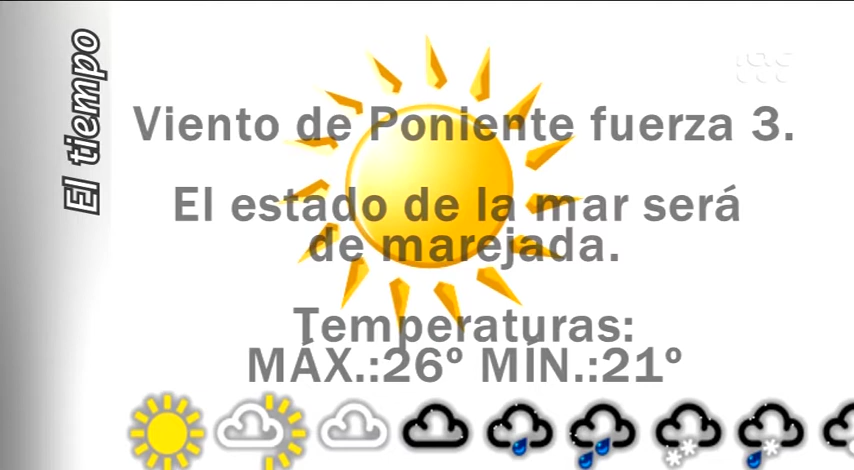 El tiempo
Viento de Poniente fuerza 3.
El estado de la mar será
de marejada.
Temperaturas:
MÁX.:26º MÍN.:21º